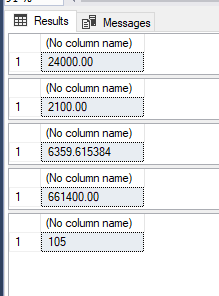 Results Messages
(No column name)
1 24000.00
(No column name)
1 2100.00
(No column name)
1 6359.615384
(No column name)
1 661400.00
(No column name)
1 105